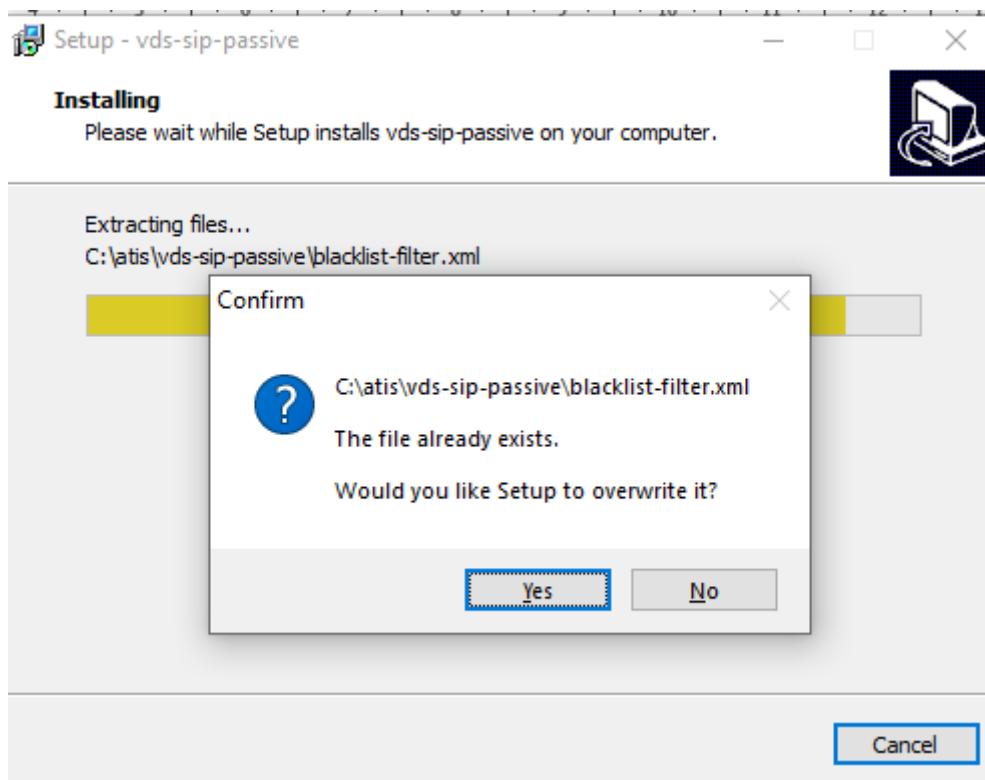 Setup - vds-sip-passive
Installing
Please wait while Setup installs vds-sip-passive on your computer.
Extracting files...
C:\atis\vds-sip-passive\blacklist-filter.xml
Confirm
C:\atis\vds-sip-passive\blacklist-filter.xml
The file already exists.
Would you like Setup to overwrite it?
Yes
No
Cancel